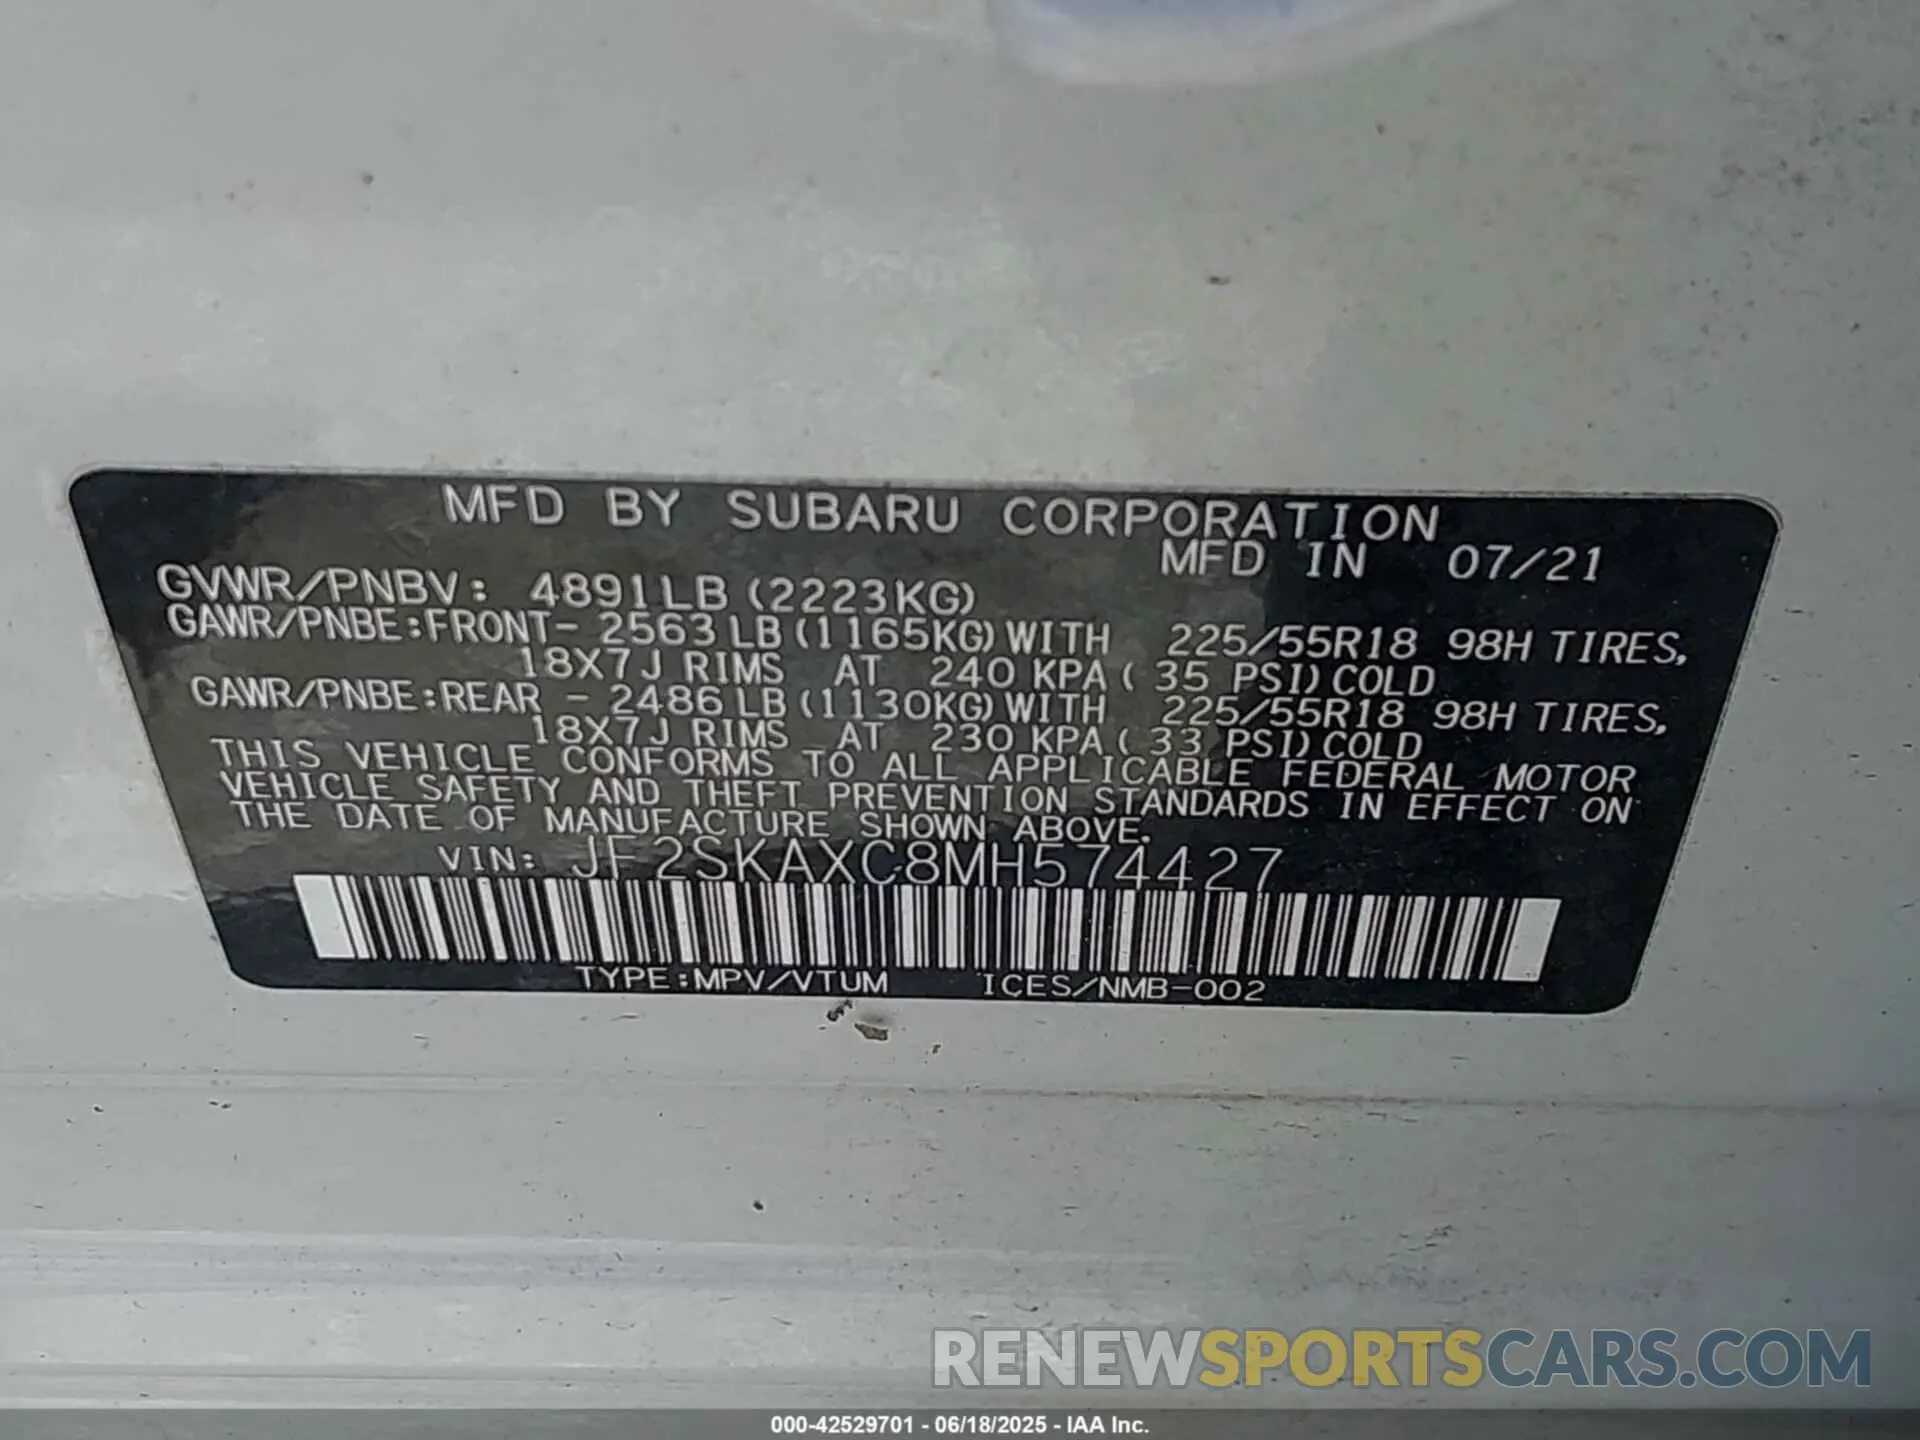 MFD BY SUBARU CORPORATION
MFD IN 07/21
GVWR/PNBV: 4891LB (2223KG)
GAWR/PNBE:FRONT- 2563 LB (1165KG) WITH 225/55R18 98H TIRES,
18X7J RIMS AT 240 KPA ( 35 PSI) COLD
GAWR/PNBE:REAR - 2486 LB (1130KG) WITH 225/55R18 98H TIRES,
18X7J RIMS AT 230 KPA ( 33 PSI) COLD
THIS VEHICLE CONFORMS TO ALL APPLICABLE FEDERAL MOTOR
VEHICLE SAFETY AND THEFT PREVENTION STANDARDS IN EFFECT ON
THE DATE OF MANUFACTURE SHOWN ABOVE.
VIN: JF2SKAXC8MH574427
TYPE:MPV/VTUM ICES/NMB-002
RENEWSPORTSCARS.COM
000-42529701 - 06/18/2025 - IAA Inc.